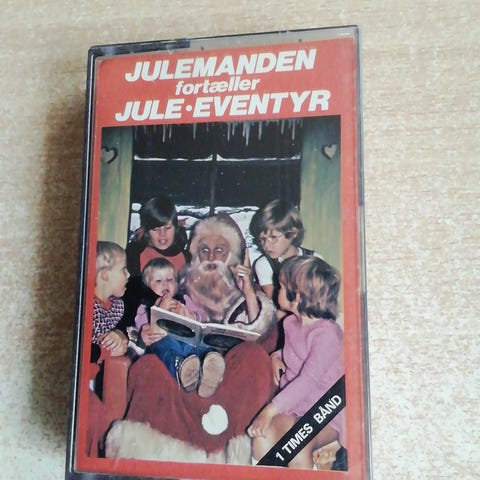 JULEMANDEN
fortæller
JULE•EVENTYR
1 TIMES BÅND